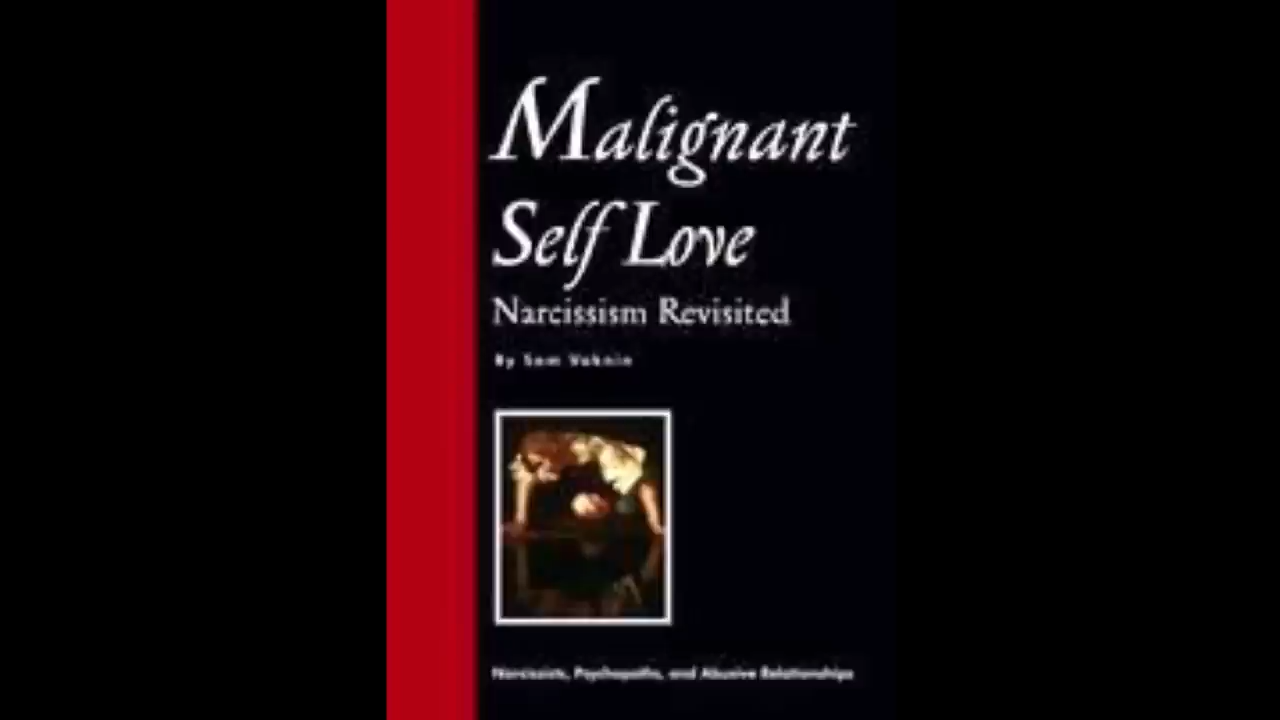 Malignant
Self Love
Narcissism Revisited
By Sam Vaknin
Narcissists, Psychopaths, and Abusive Relationships